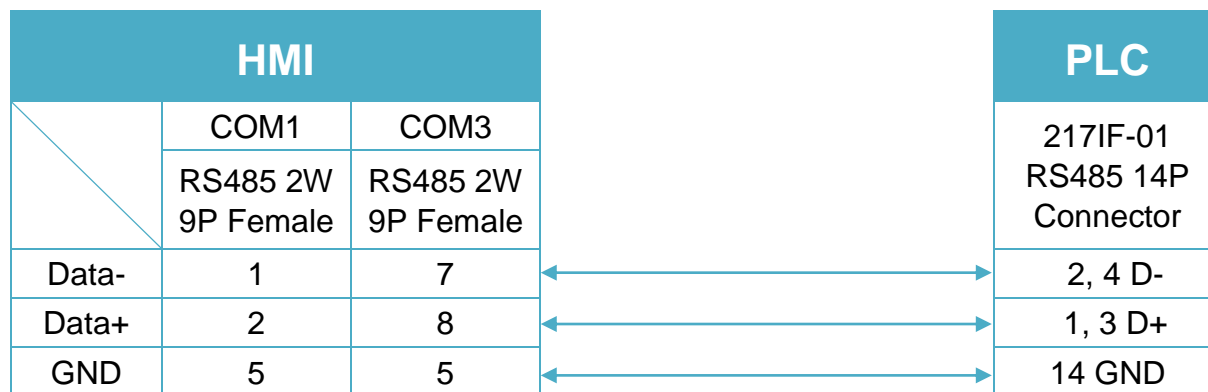 HMI
PLC
COM1 COM3
217IF-01
RS485 14P
Connector
RS485 2W
9P Female
RS485 2W
9P Female
Data- 1 7 2, 4 D-
Data+ 2 8 1, 3 D+
GND 5 5 14 GND